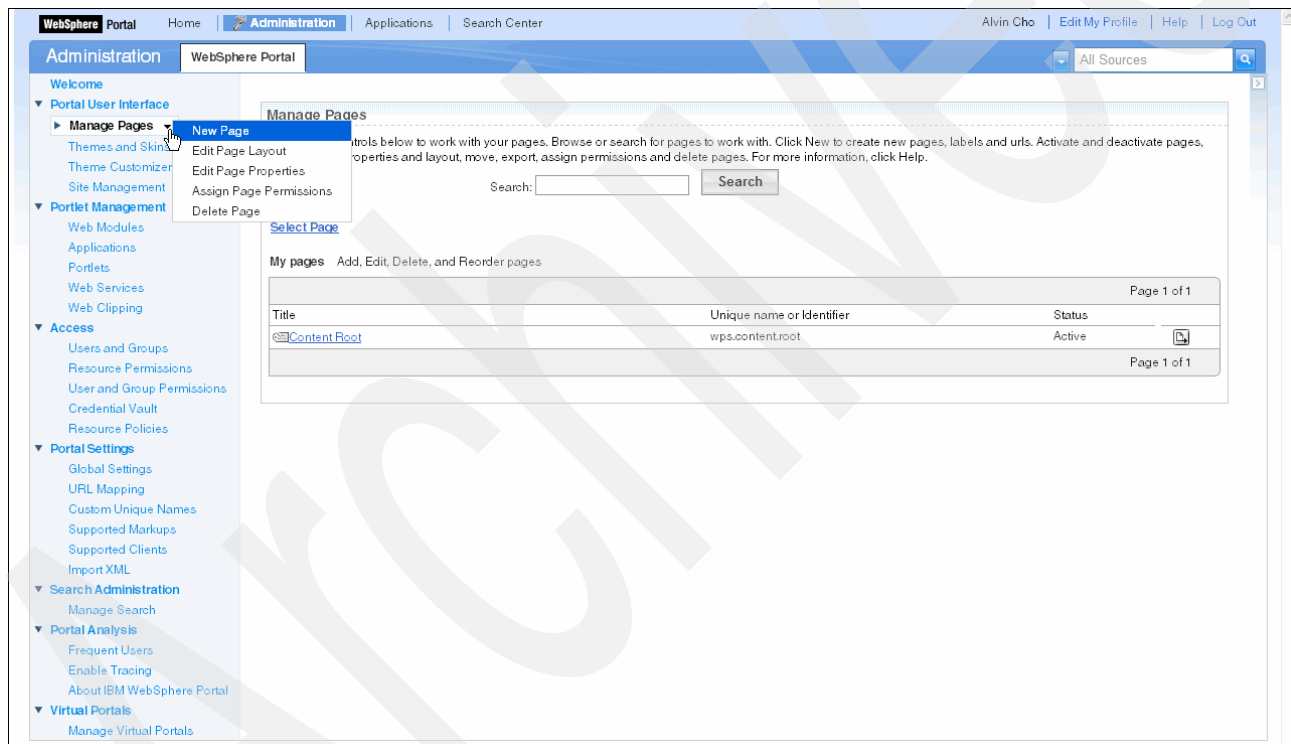 WebSphere Portal Home Administration Applications Search Center Alvin Cho Edit My Profile Help Log Out
Administration WebSphere Portal All Sources
Welcome
Portal User Interface
Manage Pages
Themes and Skins
Theme Customizer
Site Management
Portlet Management
Web Modules
Applications
Portlets
Web Services
Web Clipping
Access
Users and Groups
Resource Permissions
User and Group Permissions
Credential Vault
Resource Policies
Portal Settings
Global Settings
URL Mapping
Custom Unique Names
Supported Markups
Supported Clients
Import XML
Search Administration
Manage Search
Portal Analysis
Frequent Users
Enable Tracing
About IBM WebSphere Portal
Virtual Portals
Manage Virtual Portals
New Page
Edit Page Layout
Edit Page Properties
Assign Page Permissions
Delete Page
Manage Pages
below to work with your pages. Browse or search for pages to work with. Click New to create new pages, labels and urls. Activate and deactivate pages,
and layout, move, export, assign permissions and delete pages. For more information, click Help.
Search: Search
Select Page
My pages Add, Edit, Delete, and Reorder pages
Page 1 of 1
Title Unique name or Identifier Status
Content Root wps.content.root Active
Page 1 of 1
Archive